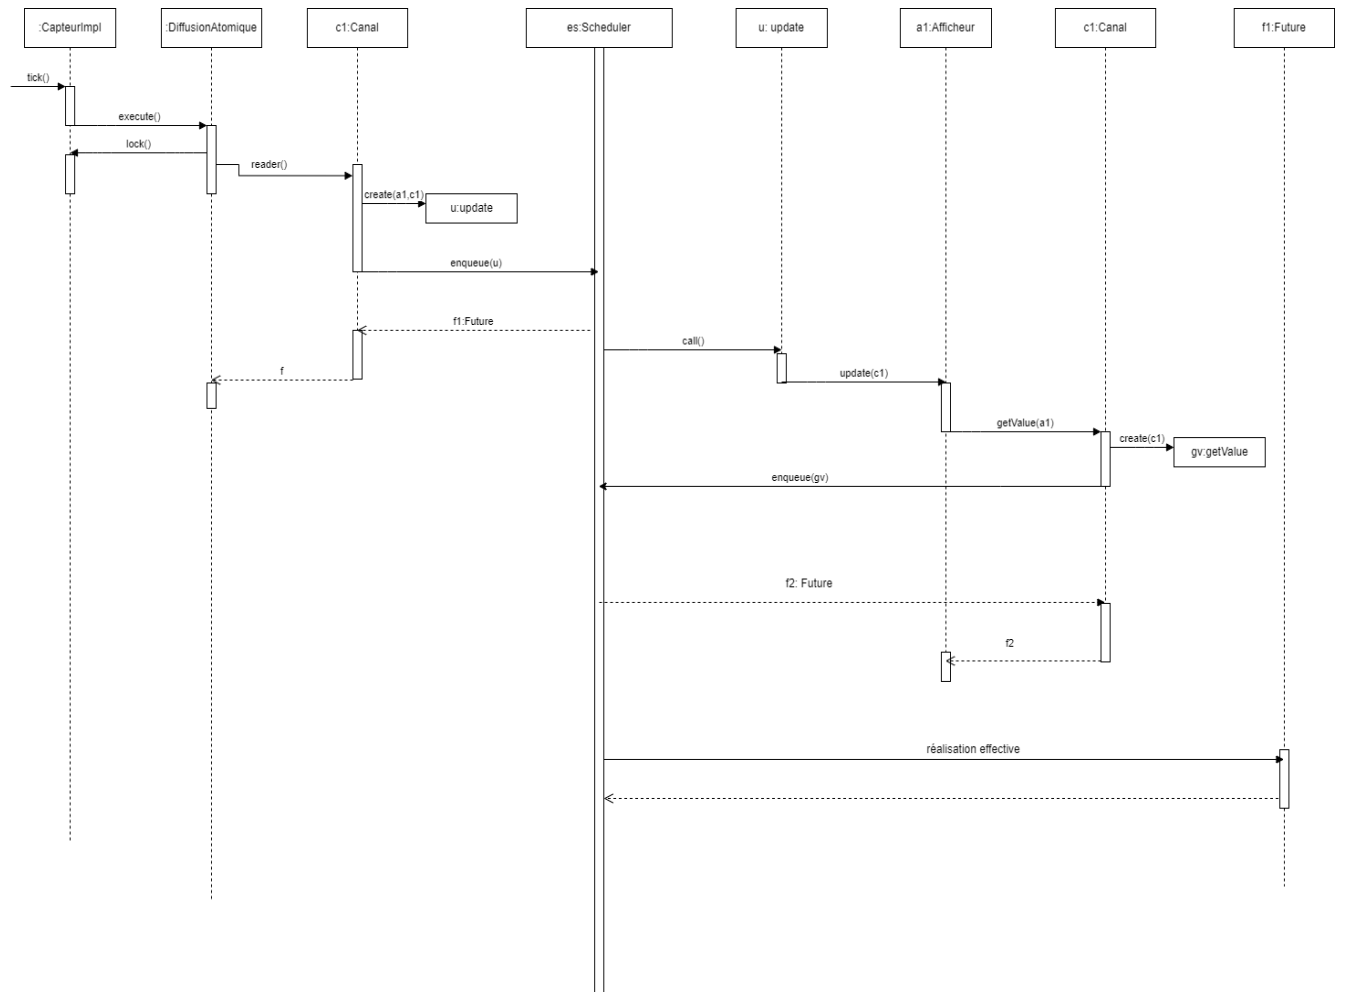 :CapteurImpl
:DiffusionAtomique
c1:Canal
es:Scheduler
u: update
a1:Afficheur
c1:Canal
f1:Future
tick()
execute()
lock()
reader()
create(a1,c1)
u:update
enqueue(u)
f1:Future
call()
f
update(c1)
getValue(a1)
create(c1)
gv:getValue
enqueue(gv)
f2: Future
f2
réalisation effective